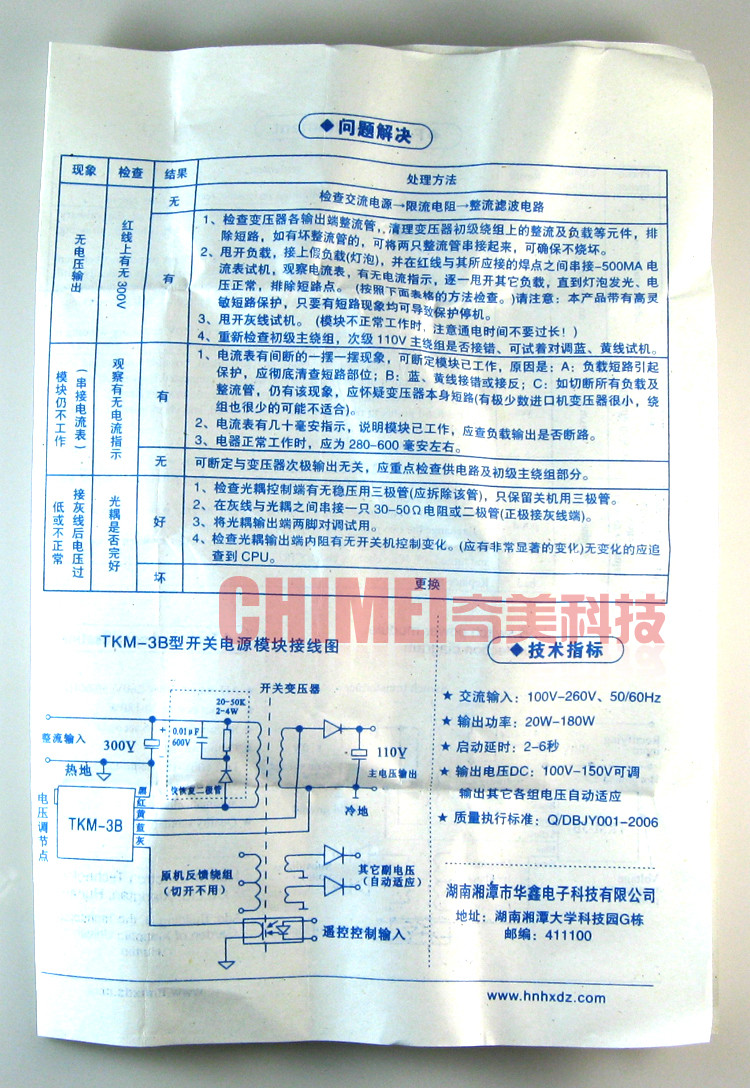 ◆问题解决
现象 检查 结果 处理方法
无电压输出
红线上有无300V
无
检查交流电源→限流电阻→整流滤波电路
有
1、检查变压器各输出端整流管，清理变压器初级绕组上的整流及负载等元件，排
除短路，如有坏整流管的，可将两只整流管串接起来，可确保不烧坏。
2、甩开负载，接上假负载(灯泡)，并在红线与其所应接的焊点之间串接-500MA 电
流表试机，观察电流表，有无电流指示，逐一甩开其它负载，直到灯泡发光、电
压正常，排除短路点。(按照下面表格的方法检查。)请注意：本产品带有高灵
敏短路保护，只要有短路现象均可导致保护停机。
3、甩开灰线试机。(模块不正常工作时，注意通电时间不要过长！)
4、重新检查初级主绕组，次级 110V 主绕组是否接错、可试着对调蓝、黄线试机。
（串接电流表）
模块仍不工作
观察有无电流指示
有
1、电流表有间断的一摆一摆现象，可断定模块已工作，原因是：A：负载短路引起
保护，应彻底清查短路部位；B：蓝、黄线接错或接反；C：如切断所有负载及
整流管，仍有该现象，应怀疑变压器本身短路(有极少数进口机变压器很小，绕
组也很少的可能不适合)。
2、电流表有几十毫安指示，说明模块已工作，应查负载输出是否断路。
3、电器正常工作时，应为 280-600 毫安左右。
无
可断定与变压器次极输出无关，应重点检查供电路及初级主绕组部分。
接灰线后电压过
低或不正常
光耦是否完好
好
1、检查光耦控制端有无稳压用三极管(应拆除该管)，只保留关机用三极管。
2、在灰线与光耦之间串接一只 30-50Ω电阻或二极管(正极接灰线端)。
3、将光耦输出端两脚对调试用。
4、检查光耦输出端内阻有无开关机控制变化。(应有非常显著的变化)无变化的应追
查到 CPU。
坏
更换
CHIMEI奇美科技
TKM-3B型开关电源模块接线图
开关变压器
20-50K
2-4W
0.01μF
600V
整流输入
300V
+
热地
仅恢复二极管
110V
主电压输出
冷地
电压调节点
TKM-3B
黑
红
黄
蓝
灰
原机反馈绕组
(切开不用)
其它副电压
(自动适应)
遥控控制输入
◆技术指标
★ 交流输入：100V-260V、50/60Hz
★ 输出功率：20W-180W
★ 启动延时：2-6秒
★ 输出电压DC：100V-150V可调
输出其它各组电压自动适应
★ 质量执行标准：Q/DBJY001-2006
湖南湘潭市华鑫电子科技有限公司
地址：湖南湘潭大学科技园G栋
邮编：411100
www.hnhxdz.com